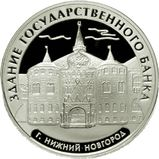 ЗДАНИЕ ГОСУДАРСТВЕННОГО БАНКА
Г. НИЖНИЙ НОВГОРОД